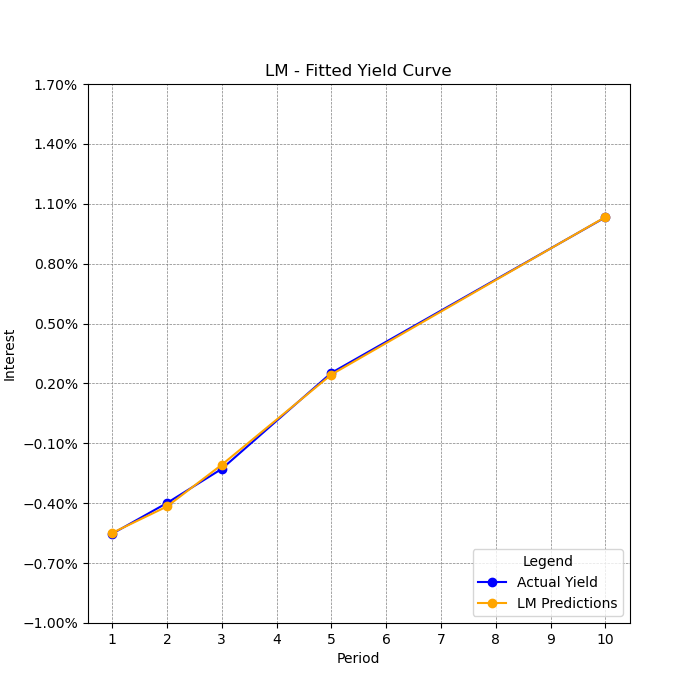 LM - Fitted Yield Curve
1.70%
1.40%
1.10%
0.80%
0.50%
0.20%
−0.10%
−0.40%
−0.70%
−1.00%
Interest
1 2 3 4 5 6 7 8 9 10
Period
Legend
Actual Yield
LM Predictions